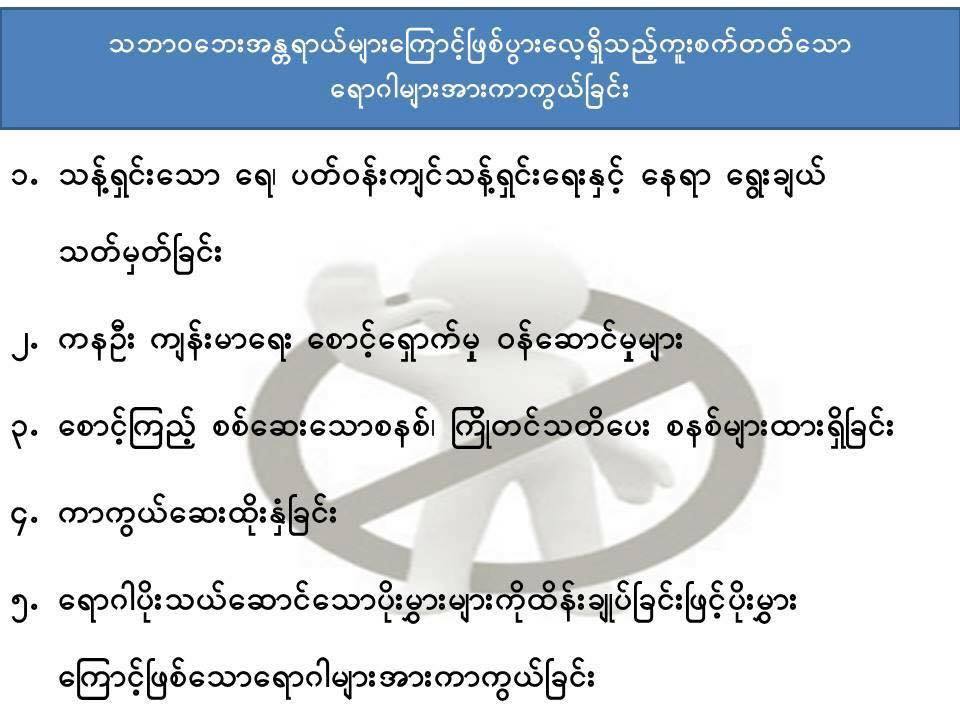 သဘာဝဘေးအန္တရာယ်များကြောင့်ဖြစ်ပွားလေ့ရှိသည့်ကူးစက်တတ်သော
ရောဂါများအားကာကွယ်ခြင်း
၁. သန့်ရှင်းသော ရေ၊ ပတ်ဝန်းကျင်သန့်ရှင်းရေးနှင့် နေရာ ရွေးချယ်
သတ်မှတ်ခြင်း
၂. ကနဦး ကျန်းမာရေး စောင့်ရှောက်မှု ဝန်ဆောင်မှုများ
၃. စောင့်ကြည့် စစ်ဆေးသောစနစ်၊ ကြိုတင်သတိပေး စနစ်များထားရှိခြင်း
၄. ကာကွယ်ဆေးထိုးနှံခြင်း
၅. ရောဂါပိုးသယ်ဆောင်သောပိုးမွှားများကိုထိန်းချုပ်ခြင်းဖြင့်ပိုးမွှား
ကြောင့်ဖြစ်သောရောဂါများအားကာကွယ်ခြင်း